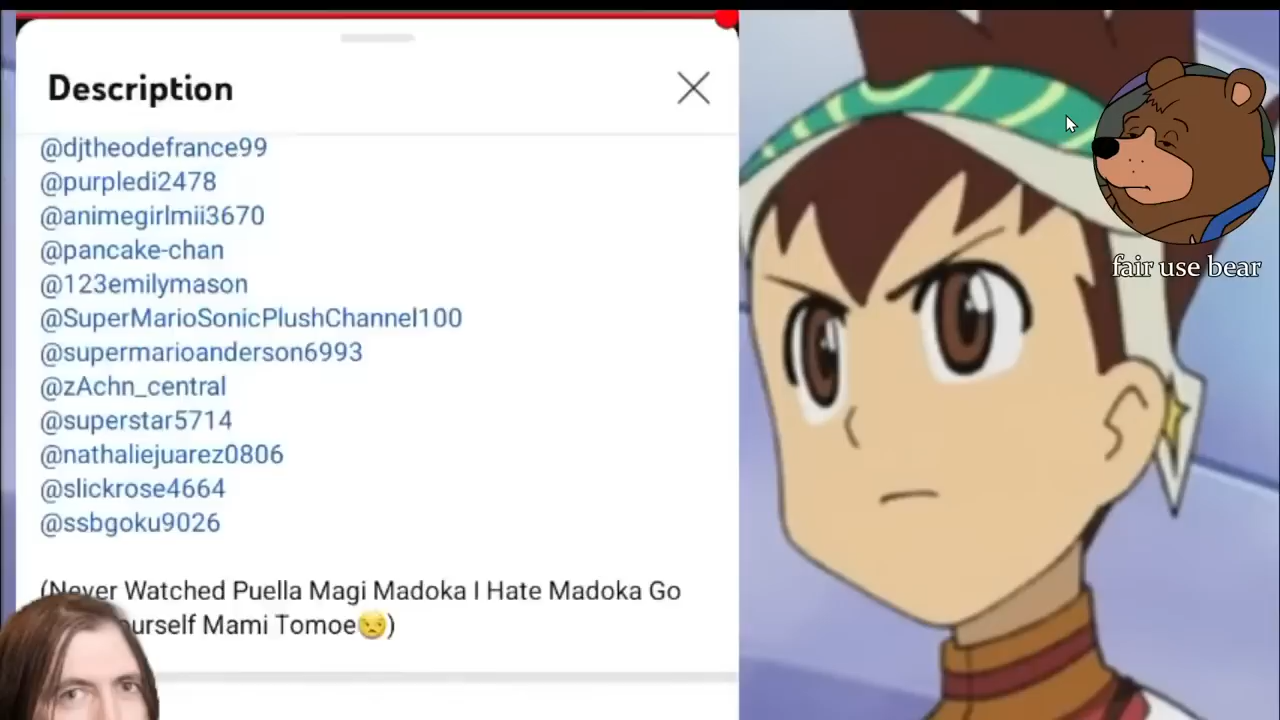 Description
@djtheodefrance99
@purpledi2478
@animegirlmii3670
@pancake-chan
@123emilymason
@SuperMarioSonicPlushChannel100
@supermarioanderson6993
@zAchn_central
@superstar5714
@nathaliejuarez0806
@slickrose4664
@ssbgoku9026
(Never Watched Puella Magi Madoka I Hate Madoka Go
ourself Mami Tomoe😒)
fair use bear